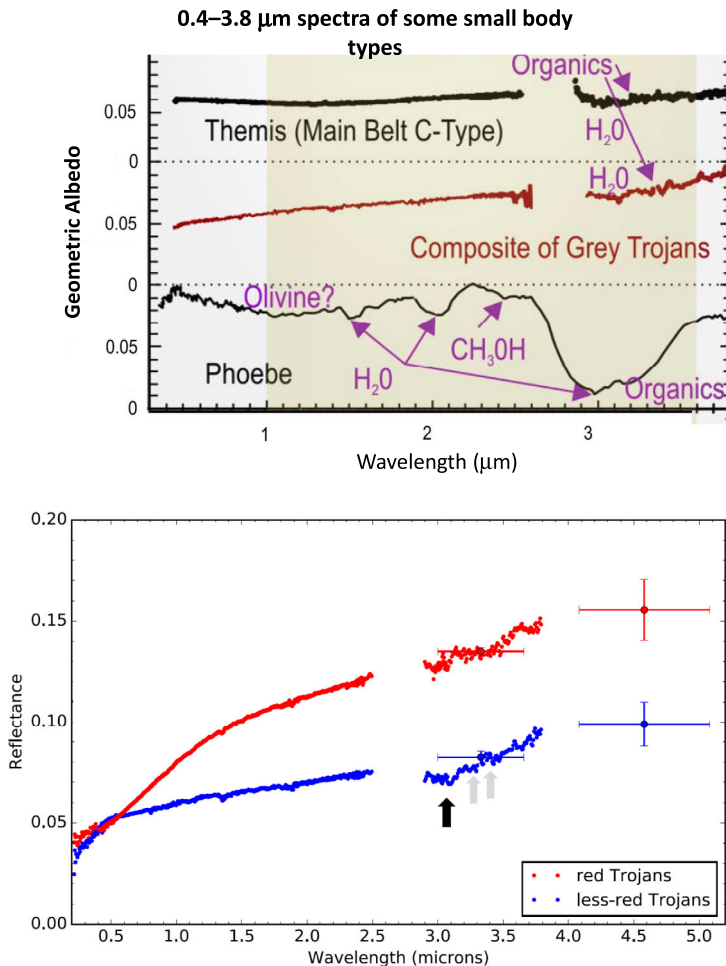 0.4–3.8 μm spectra of some small body
types
Geometric Albedo
Organics
0.05
Themis (Main Belt C-Type)
H20
0
H20
0.05
Composite of Grey Trojans
0
Olivine?
0.05
CH30H
Phoebe
H20
Organics
0
1
2
3
Wavelength (μm)
0.20
0.15
0.10
0.05
0.00
Reflectance
red Trojans
less-red Trojans
0.5 1.0 1.5 2.0 2.5 3.0 3.5 4.0 4.5 5.0
Wavelength (microns)